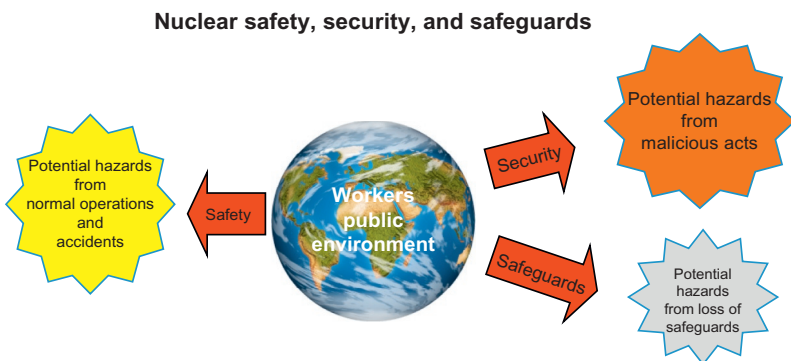 Nuclear safety, security, and safeguards
Potential hazards
from
normal operations
and
accidents
Safety
Workers
public
environment
Security
Potential hazards
from
malicious acts
Safeguards
Potential
hazards
from loss of
safeguards